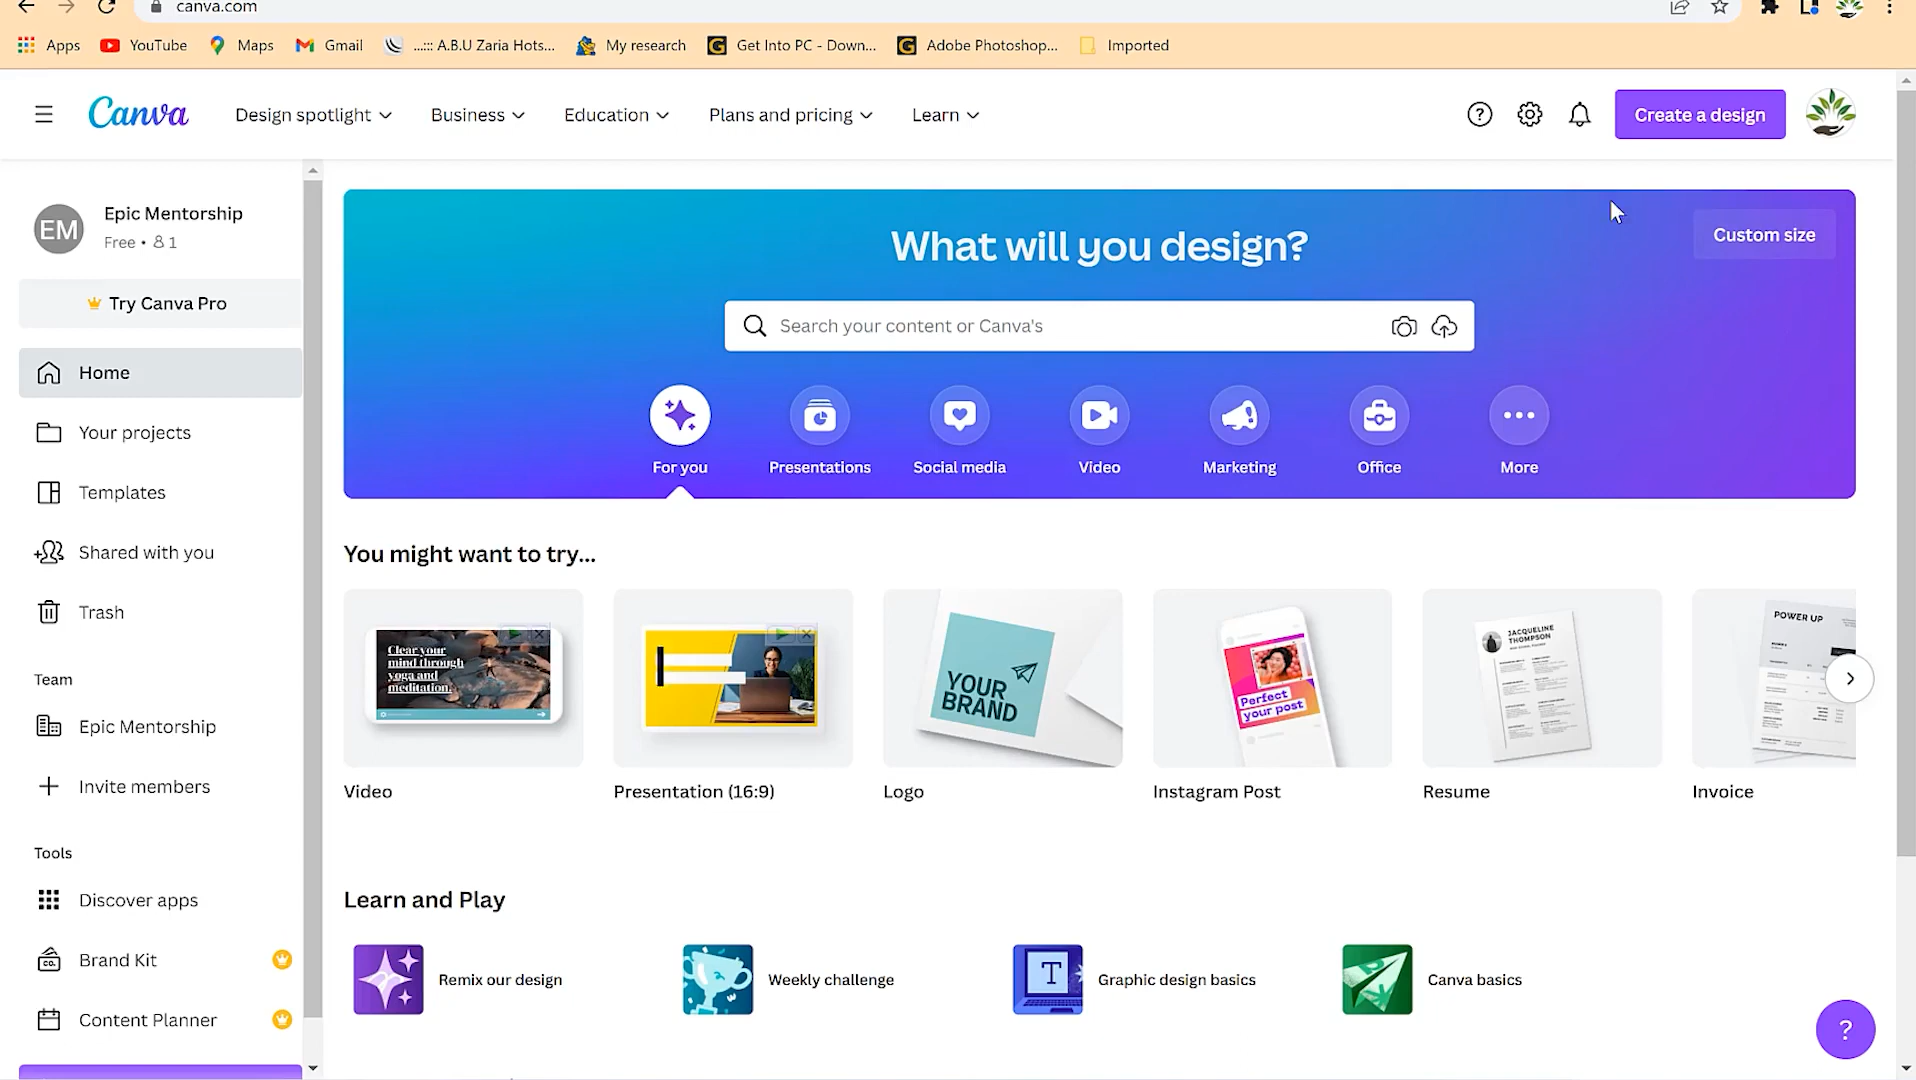 canva.com
Apps
YouTube
Maps
Gmail
...::: A.B.U Zaria Hots...
My research
Get Into PC - Down...
Adobe Photoshop...
Imported
Canva
Design spotlight
Business
Education
Plans and pricing
Learn
?
Create a design
EM
Epic Mentorship
Free • 1
Try Canva Pro
Home
Your projects
Templates
Shared with you
Trash
Team
Epic Mentorship
Invite members
Tools
Discover apps
CO.
Brand Kit
Content Planner
What will you design?
Custom size
Search your content or Canva's
For you
Presentations
Social media
Video
Marketing
Office
More
You might want to try...
Clear your
mind through
yoga and
meditation.
Video
Presentation (16:9)
YOUR
BRAND
Logo
Perfect
your post
Instagram Post
JACQUELINE
THOMPSON
Resume
POWER UP
Invoice
Learn and Play
Remix our design
Weekly challenge
T
Graphic design basics
Canva basics
?